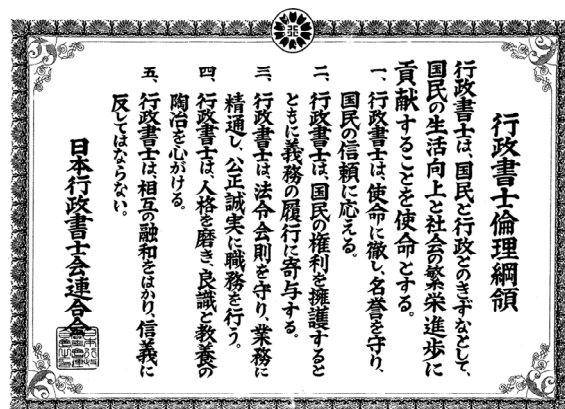 行政書士倫理綱領
行政書士は、国民と行政とのきずなとして、
国民の生活向上と社会の繁栄進歩に
貢献することを使命とする。
一、行政書士は、使命に徹し、名誉を守り、
国民の信頼に応える。
二、行政書士は、国民の権利を擁護すると
ともに義務の履行に寄与する。
三、行政書士は、法令会則を守り、業務に
精通し、公正誠実に職務を行う。
四、行政書士は、人格を磨き、良識と教養の
陶冶を心がける。
五、行政書士は、相互の融和をはかり、信義に
反してはならない。
日本行政書士会連合会